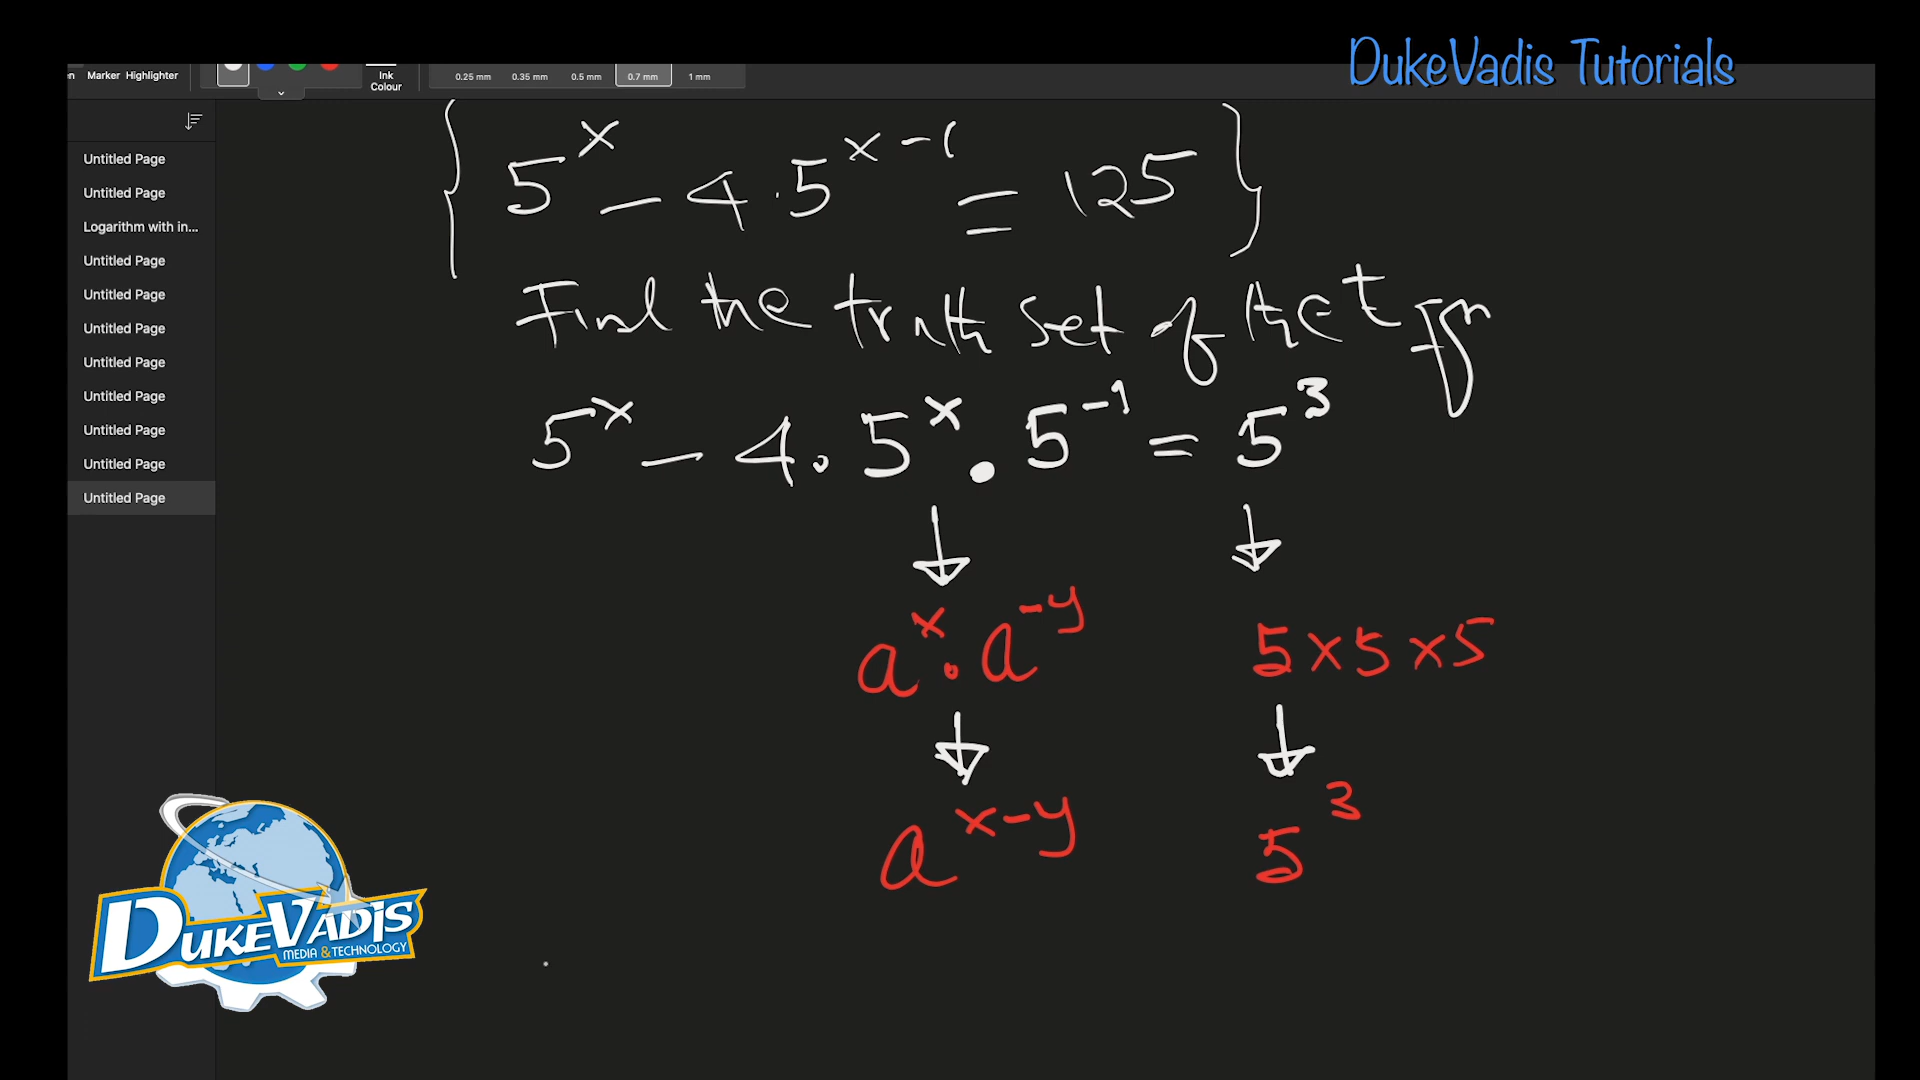 DukeVadis Tutorials
en Marker Highlighter Ink Colour 0.25 mm 0.35 mm 0.5 mm 0.7 mm 1 mm
Untitled Page
Untitled Page
Logarithm with in...
Untitled Page
Untitled Page
Untitled Page
Untitled Page
Untitled Page
Untitled Page
Untitled Page
Untitled Page
{ 5^x - 4 . 5^(x-1) = 125 }
Find the truth set of the
5^x - 4 . 5^x . 5^-1 = 5^3
a^x . a^-y 5 x 5 x 5
a^(x-y) 5^3
DUKEVADIS
MEDIA & TECHNOLOGY